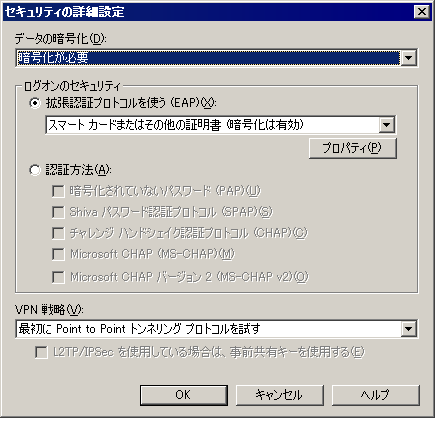 セキュリティの詳細設定
データの暗号化(D):
暗号化が必要
ログオンのセキュリティ
拡張認証プロトコルを使う (EAP)(X):
スマート カードまたはその他の証明書 (暗号化は有効)
プロパティ(P)
認証方法(A):
暗号化されていないパスワード (PAP)(U)
Shiva パスワード認証プロトコル (SPAP)(S)
チャレンジ ハンドシェイク認証プロトコル (CHAP)(C)
Microsoft CHAP (MS-CHAP)(M)
Microsoft CHAP バージョン 2 (MS-CHAP v2)(O)
VPN 戦略(V):
最初に Point to Point トンネリング プロトコルを試す
L2TP/IPSec を使用している場合は、事前共有キーを使用する(E)
OK
キャンセル
ヘルプ